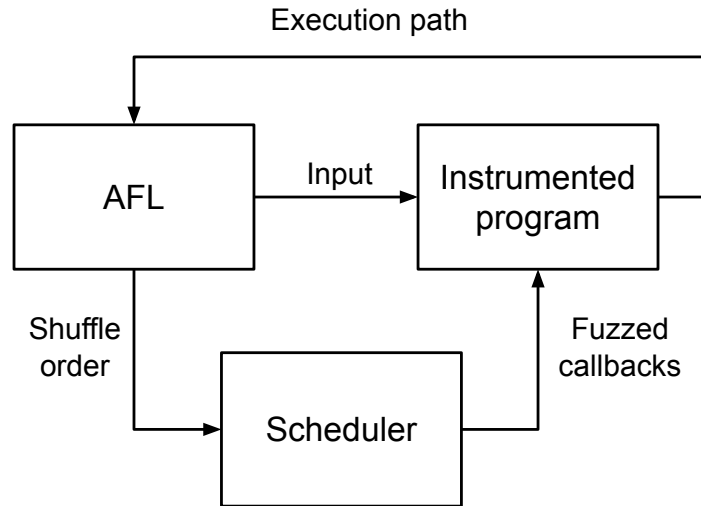 Execution path
AFL
Input
Instrumented
program
Shuffle
order
Fuzzed
callbacks
Scheduler